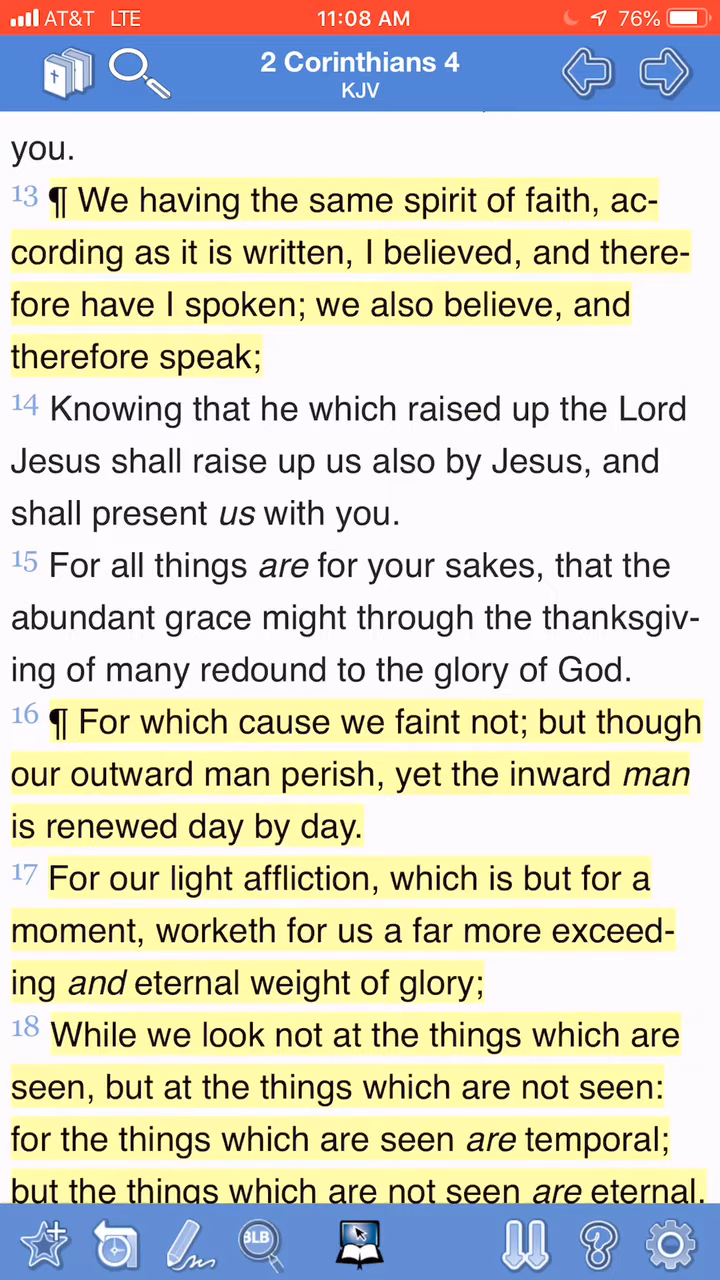 AT&T LTE 11:08 AM 76%
2 Corinthians 4
KJV
you.
13 ¶ We having the same spirit of faith, ac-
cording as it is written, I believed, and there-
fore have I spoken; we also believe, and
therefore speak;
14 Knowing that he which raised up the Lord
Jesus shall raise up us also by Jesus, and
shall present us with you.
15 For all things are for your sakes, that the
abundant grace might through the thanksgiv-
ing of many redound to the glory of God.
16 ¶ For which cause we faint not; but though
our outward man perish, yet the inward man
is renewed day by day.
17 For our light affliction, which is but for a
moment, worketh for us a far more exceed-
ing and eternal weight of glory;
18 While we look not at the things which are
seen, but at the things which are not seen:
for the things which are seen are temporal;
but the things which are not seen are eternal.
BLB